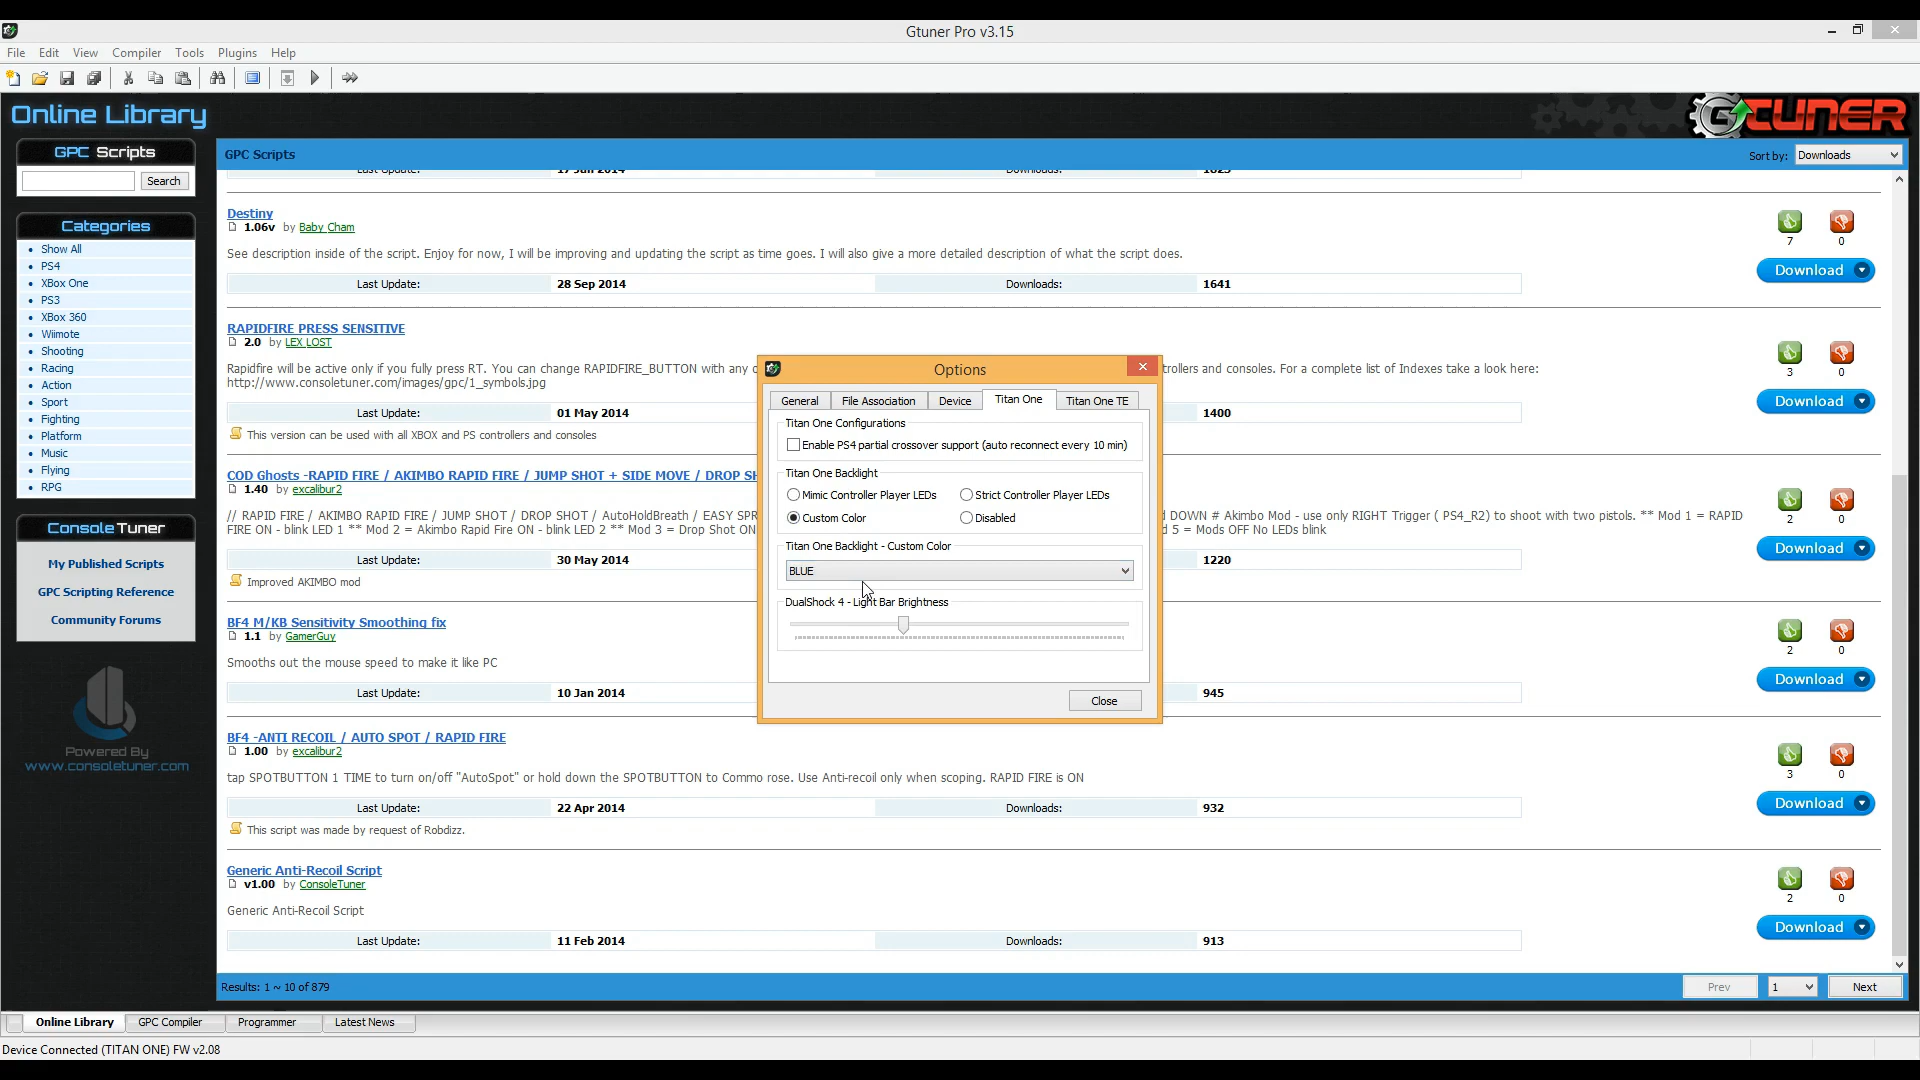 Gtuner Pro v3.15
File Edit View Compiler Tools Plugins Help
Online Library
GTUNER
GPC Scripts
Search
Categories
Show All
PS4
XBox One
PS3
XBox 360
Wiimote
Shooting
Racing
Action
Sport
Fighting
Platform
Music
Flying
RPG
ConsoleTuner
My Published Scripts
GPC Scripting Reference
Community Forums
Powered By
www.consoletuner.com
GPC Scripts
Sort by: Downloads
Last Update: 17 Jun 2014 Downloads:
Destiny
1.06v by Baby_Cham
See description inside of the script. Enjoy for now, I will be improving and updating the script as time goes. I will also give a more detailed description of what the script does.
Last Update: 28 Sep 2014 Downloads: 1641
7 0
Download
RAPIDFIRE PRESS SENSITIVE
2.0 by LEX LOST
Rapidfire will be active only if you fully press RT. You can change RAPIDFIRE_BUTTON with any o
trollers and consoles. For a complete list of Indexes take a look here:
http://www.consoletuner.com/images/gpc/1_symbols.jpg
Last Update: 01 May 2014 1400
This version can be used with all XBOX and PS controllers and consoles
3 0
Download
COD Ghosts -RAPID FIRE / AKIMBO RAPID FIRE / JUMP SHOT + SIDE MOVE / DROP SH
1.40 by excalibur2
// RAPID FIRE / AKIMBO RAPID FIRE / JUMP SHOT / DROP SHOT / AutoHoldBreath / EASY SPR
DOWN # Akimbo Mod - use only RIGHT Trigger ( PS4_R2) to shoot with two pistols. ** Mod 1 = RAPID
FIRE ON - blink LED 1 ** Mod 2 = Akimbo Rapid Fire ON - blink LED 2 ** Mod 3 = Drop Shot ON
5 = Mods OFF No LEDs blink
Last Update: 30 May 2014 1220
Improved AKIMBO mod
2 0
Download
BF4 M/KB Sensitivity Smoothing fix
1.1 by GamerGuy
Smooths out the mouse speed to make it like PC
Last Update: 10 Jan 2014 945
2 0
Download
BF4 -ANTI RECOIL / AUTO SPOT / RAPID FIRE
1.00 by excalibur2
tap SPOTBUTTON 1 TIME to turn on/off "AutoSpot" or hold down the SPOTBUTTON to Commo rose. Use Anti-recoil only when scoping. RAPID FIRE is ON
Last Update: 22 Apr 2014 Downloads: 932
This script was made by request of Robdizz.
3 0
Download
Generic Anti-Recoil Script
v1.00 by ConsoleTuner
Generic Anti-Recoil Script
Last Update: 11 Feb 2014 Downloads: 913
2 0
Download
Results: 1 ~ 10 of 879
Prev 1 Next
Options
General File Association Device Titan One Titan One TE
Titan One Configurations
Enable PS4 partial crossover support (auto reconnect every 10 min)
Titan One Backlight
Mimic Controller Player LEDs Strict Controller Player LEDs
Custom Color Disabled
Titan One Backlight - Custom Color
BLUE
DualShock 4 - Light Bar Brightness
Close
Online Library GPC Compiler Programmer Latest News
Device Connected (TITAN ONE) FW v2.08